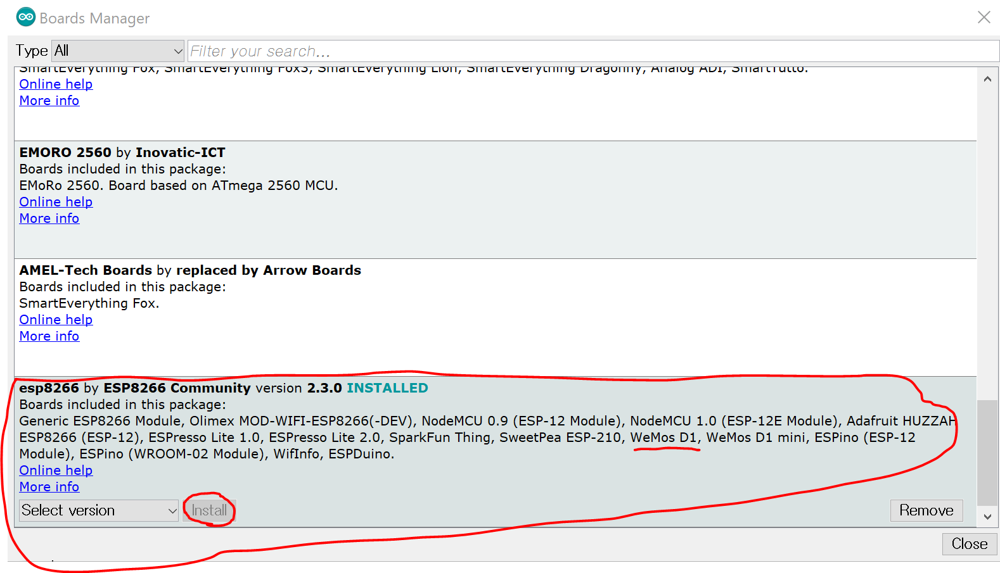 Boards Manager
Type All Filter your search...
SmartEverything Fox, SmartEverything Fox3, SmartEverything Lion, SmartEverything Dragonfly, Analog ADI, SmartTutto.
Online help
More info
EMORO 2560 by Inovatic-ICT
Boards included in this package:
EMoRo 2560. Board based on ATmega 2560 MCU.
Online help
More info
AMEL-Tech Boards by replaced by Arrow Boards
Boards included in this package:
SmartEverything Fox.
Online help
More info
esp8266 by ESP8266 Community version 2.3.0 INSTALLED
Boards included in this package:
Generic ESP8266 Module, Olimex MOD-WIFI-ESP8266(-DEV), NodeMCU 0.9 (ESP-12 Module), NodeMCU 1.0 (ESP-12E Module), Adafruit HUZZAH
ESP8266 (ESP-12), ESPresso Lite 1.0, ESPresso Lite 2.0, SparkFun Thing, SweetPea ESP-210, WeMos D1, WeMos D1 mini, ESPino (ESP-12
Module), ESPino (WROOM-02 Module), WifInfo, ESPDuino.
Online help
More info
Select version Install Remove
Close